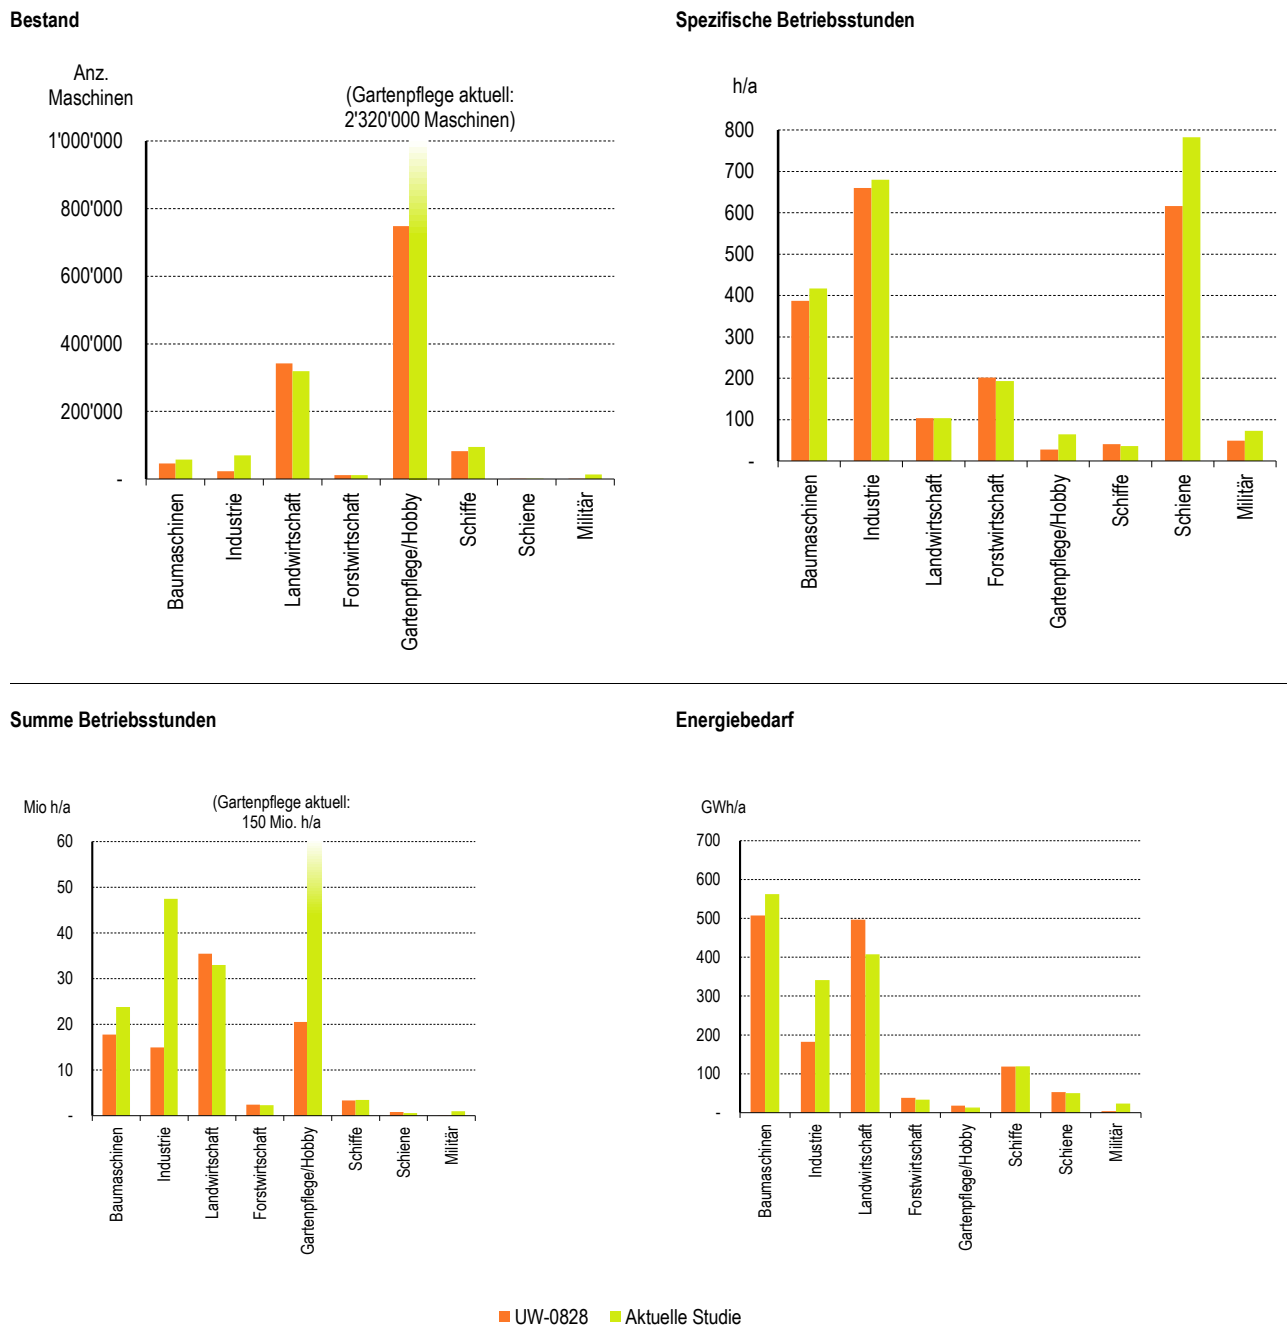 Bestand
Anz.
Maschinen
(Gartenpflege aktuell:
2'320'000 Maschinen)
1'000'000
800'000
600'000
400'000
200'000
-
Baumaschinen
Industrie
Landwirtschaft
Forstwirtschaft
Gartenpflege/Hobby
Schiffe
Schiene
Militär
Spezifische Betriebsstunden
h/a
800
700
600
500
400
300
200
100
-
Baumaschinen
Industrie
Landwirtschaft
Forstwirtschaft
Gartenpflege/Hobby
Schiffe
Schiene
Militär
Summe Betriebsstunden
Mio h/a
(Gartenpflege aktuell:
150 Mio. h/a
60
50
40
30
20
10
-
Baumaschinen
Industrie
Landwirtschaft
Forstwirtschaft
Gartenpflege/Hobby
Schiffe
Schiene
Militär
Energiebedarf
GWh/a
700
600
500
400
300
200
100
-
Baumaschinen
Industrie
Landwirtschaft
Forstwirtschaft
Gartenpflege/Hobby
Schiffe
Schiene
Militär
UW-0828 Aktuelle Studie